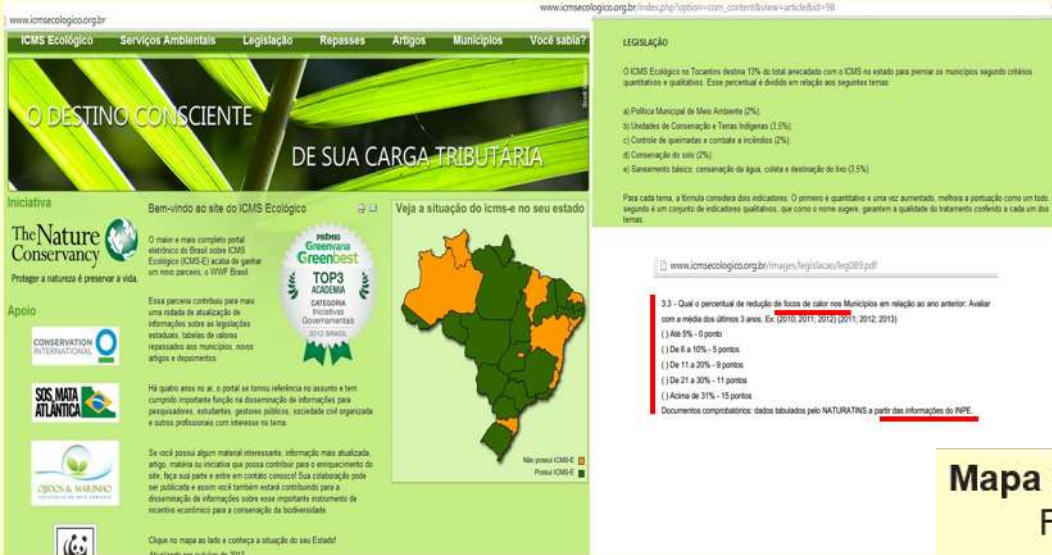 www.icmsecologico.org.br
ICMS Ecológico Serviços Ambientais Legislação Repasses Artigos Municípios Você sabia?
O DESTINO CONSCIENTE
DE SUA CARGA TRIBUTÁRIA
Iniciativa
The Nature
Conservancy
Proteger a natureza é preservar a vida.
Apoio
CONSERVATION
INTERNATIONAL
SOS MATA
ATLÂNTICA
OJIDOS & MARINHO
Bem-vindo ao site do ICMS Ecológico
O maior e mais completo portal
eletrônico do Brasil sobre ICMS
Ecológico (ICMS-E) acaba de ganhar
um novo parceiro, o WWF Brasil.
Essa parceria contribuiu para mais
uma rodada de atualização de
informações sobre as legislações
estaduais, tabelas de valores
repassados aos municípios, novos
artigos e depoimentos.
PRÊMIO
Greenvana
Greenbest
TOP3
ACADEMIA
CATEGORIA
Iniciativas
Governamentais
2012 BRASIL
Há quatro anos no ar, o portal se tornou referência no assunto e tem
cumprido importante função na disseminação de informações para
pesquisadores, estudantes, gestores públicos, sociedade civil organizada
e outros profissionais com interesse no tema.
Se você possui algum material interessante, informação mais atualizada,
artigo, matéria ou iniciativa que possa contribuir para o enriquecimento do
site, faça sua parte e entre em contato conosco! Sua colaboração pode
ser publicada e assim você também estará contribuindo para a
disseminação de informações sobre esse importante instrumento de
incentivo econômico para a conservação da biodiversidade.
Clique no mapa ao lado e conheça a situação do seu Estado!
Atualizado em outubro de 2013
Veja a situação do icms-e no seu estado
Não possui ICMS-E
Possui ICMS-E
www.icmsecologico.org.br/index.php?option=com_content&view=article&id=98
LEGISLAÇÃO
O ICMS Ecológico no Tocantins destina 13% do total arrecadado com o ICMS no estado para premiar os municípios segundo critérios
quantitativos e qualitativos. Esse percentual é dividido em relação aos seguintes temas:
a) Política Municipal de Meio Ambiente (2%);
b) Unidades de Conservação e Terras Indígenas (3,5%);
c) Controle de queimadas e combate a incêndios (2%);
d) Conservação do solo (2%);
e) Saneamento básico, conservação da água, coleta e destinação do lixo (3,5%).
Para cada tema, a fórmula considera dois indicadores. O primeiro é quantitativo e uma vez aumentado, melhora a pontuação como um todo.
segundo é um conjunto de indicadores qualitativos, que como o nome sugere, garantem a qualidade do tratamento conferido a cada um dos
temas.
www.icmsecologico.org.br/images/legislacao/leg089.pdf
3.3 - Qual o percentual de redução de focos de calor nos Municípios em relação ao ano anterior: Avaliar
com a média dos últimos 3 anos. Ex: (2010; 2011; 2012) (2011; 2012; 2013)
( ) Até 5% - 0 ponto
( ) De 6 a 10% - 5 pontos
( ) De 11 a 20% - 9 pontos
( ) De 21 a 30% - 11 pontos
( ) Acima de 31% - 15 pontos
Documentos comprobatórios: dados tabulados pelo NATURATINS a partir das informações do INPE.
Mapa